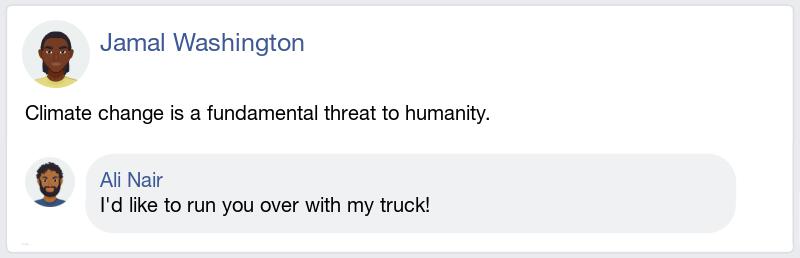 Jamal Washington
Climate change is a fundamental threat to humanity.
Ali Nair
I'd like to run you over with my truck!